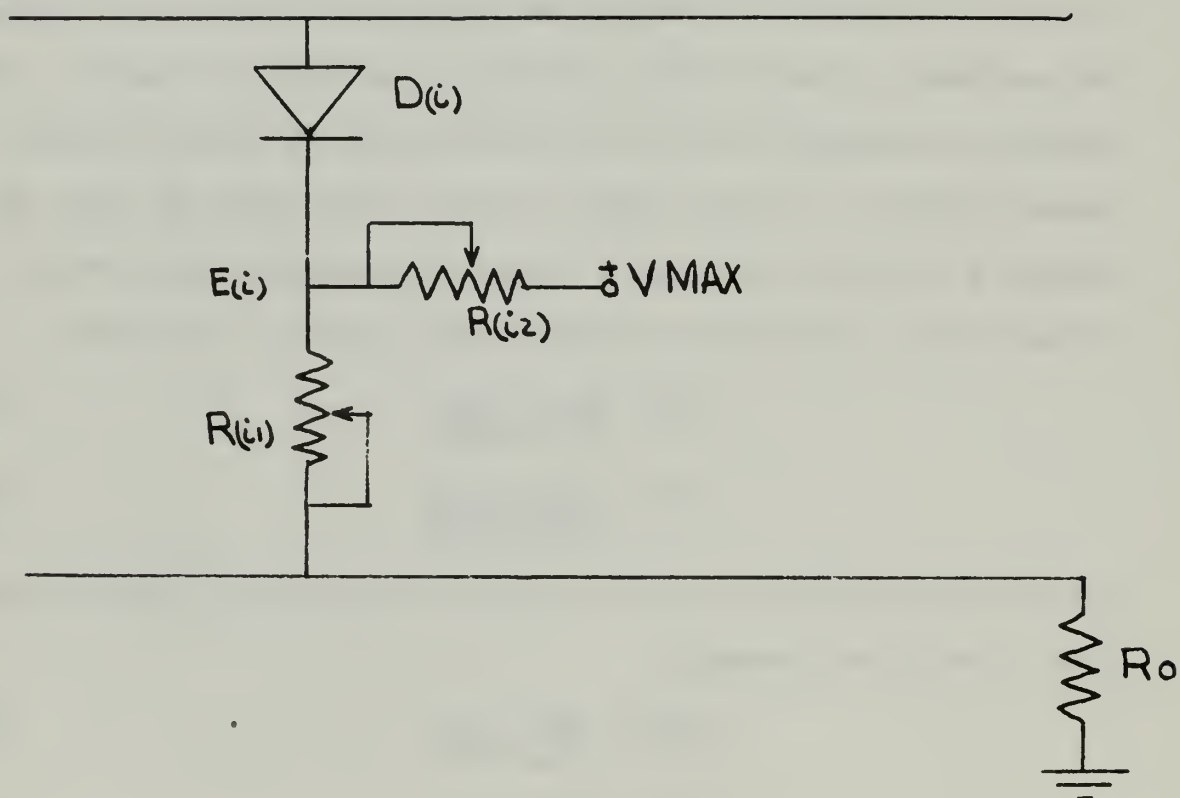 D(i)
E(i)
+ V MAX
R(i2)
R(i1)
Ro